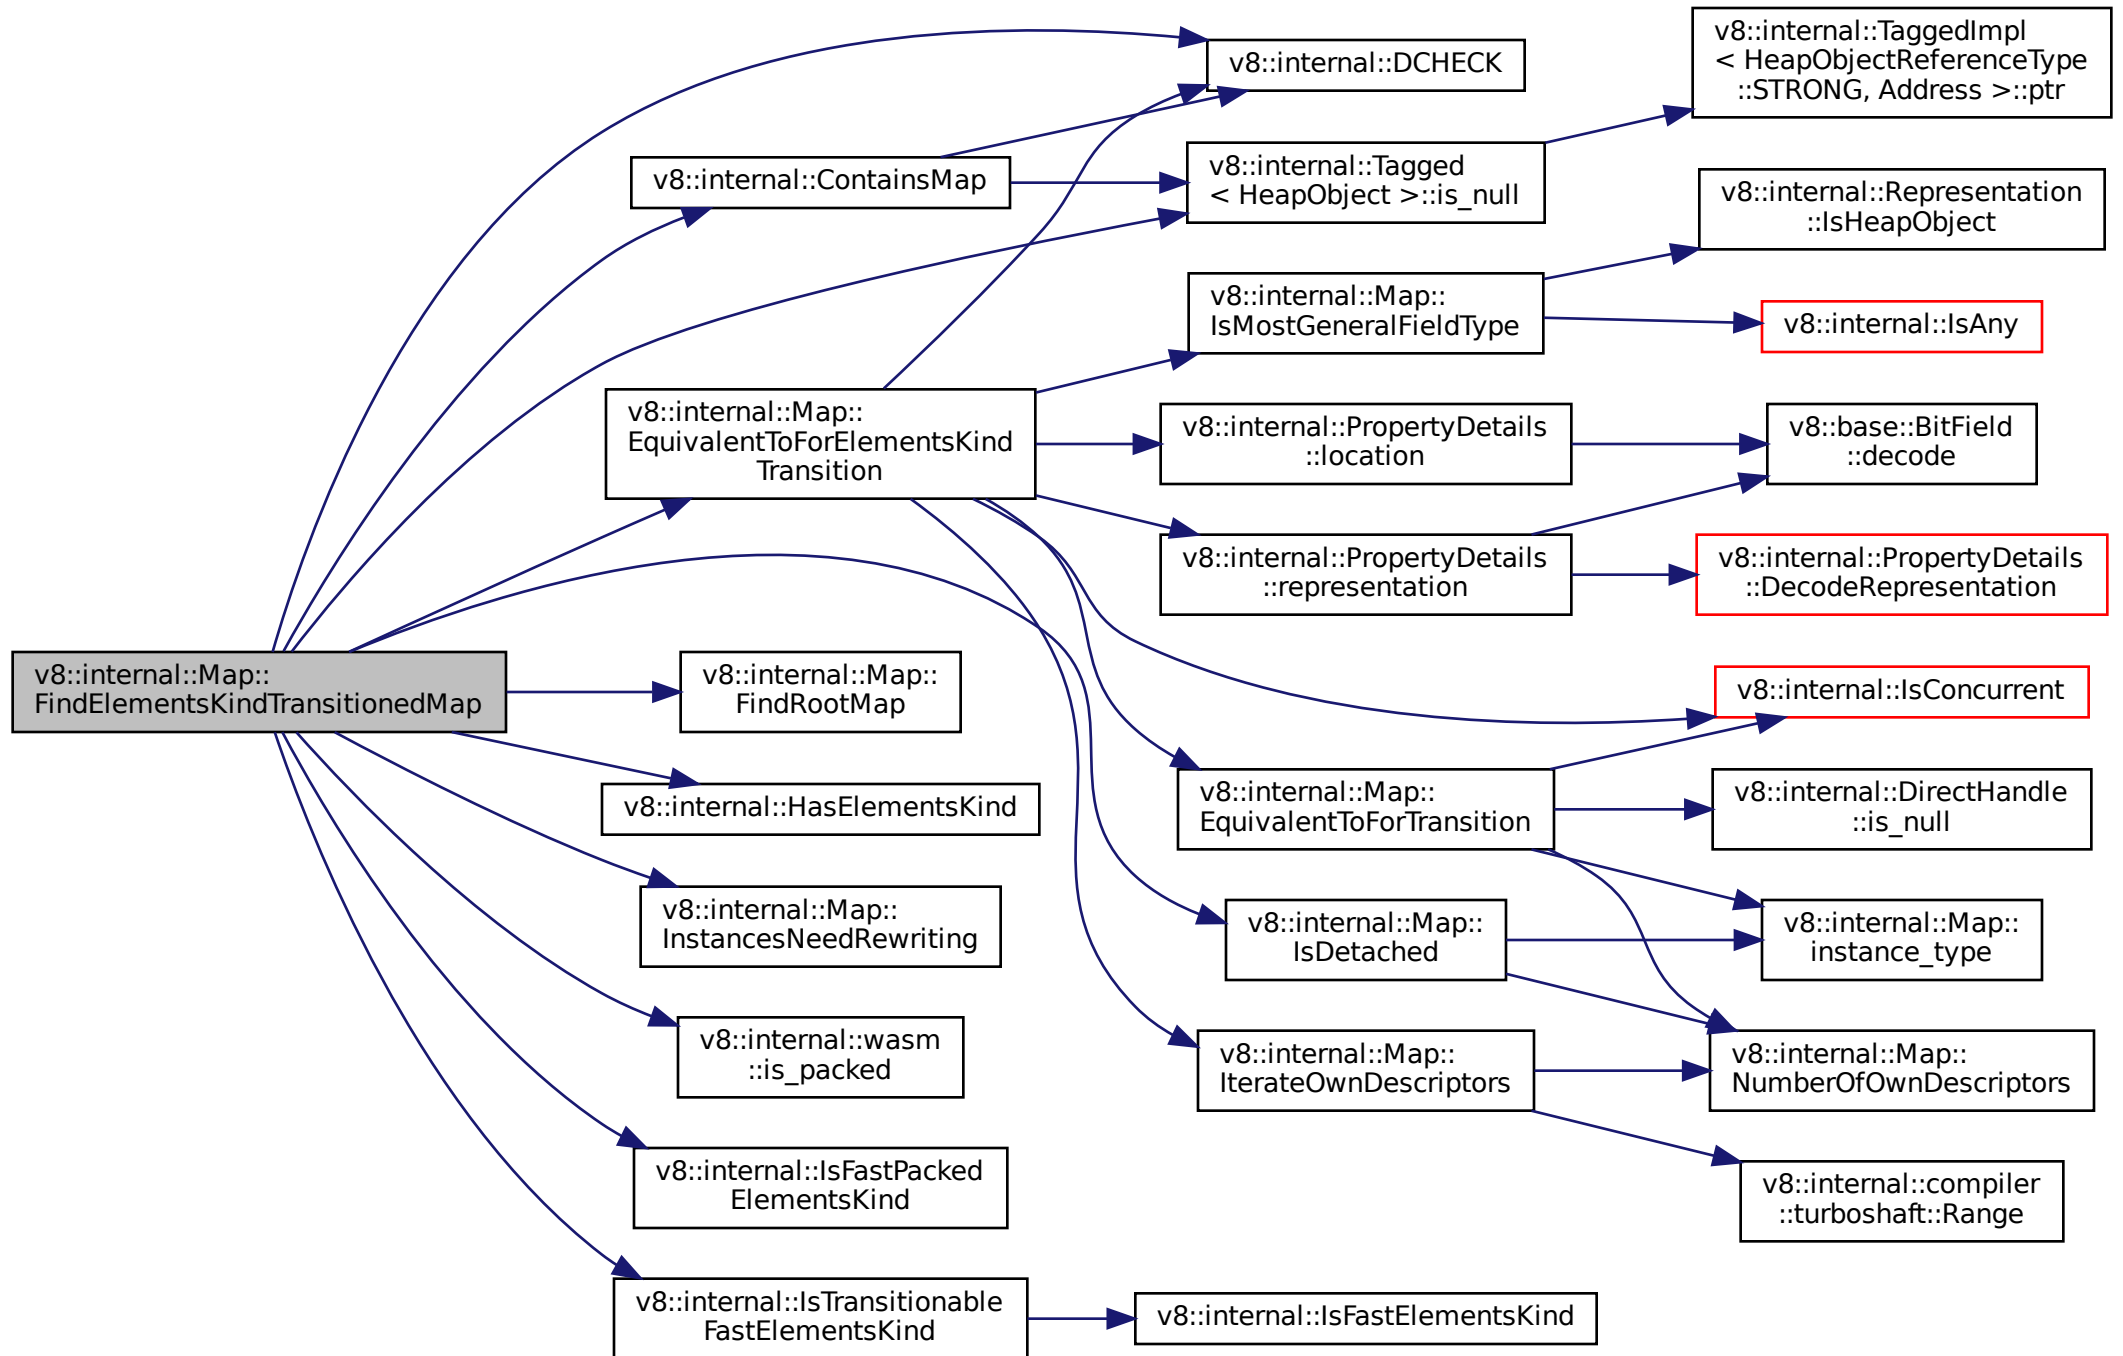 v8::internal::Map::
FindElementsKindTransitionedMap
v8::internal::DCHECK
v8::internal::ContainsMap
v8::internal::Tagged
< HeapObject >::is_null
v8::internal::TaggedImpl
< HeapObjectReferenceType
::STRONG, Address >::ptr
v8::internal::Map::
EquivalentToForElementsKind
Transition
v8::internal::Map::
IsMostGeneralFieldType
v8::internal::Representation
::IsHeapObject
v8::internal::IsAny
v8::internal::PropertyDetails
::location
v8::base::BitField
::decode
v8::internal::PropertyDetails
::representation
v8::internal::PropertyDetails
::DecodeRepresentation
v8::internal::IsConcurrent
v8::internal::Map::
EquivalentToForTransition
v8::internal::DirectHandle
::is_null
v8::internal::Map::
instance_type
v8::internal::Map::
NumberOfOwnDescriptors
v8::internal::Map::
IterateOwnDescriptors
v8::internal::compiler
::turboshaft::Range
v8::internal::Map::
FindRootMap
v8::internal::HasElementsKind
v8::internal::Map::
InstancesNeedRewriting
v8::internal::wasm
::is_packed
v8::internal::Map::
IsDetached
v8::internal::IsFastPacked
ElementsKind
v8::internal::IsTransitionable
FastElementsKind
v8::internal::IsFastElementsKind